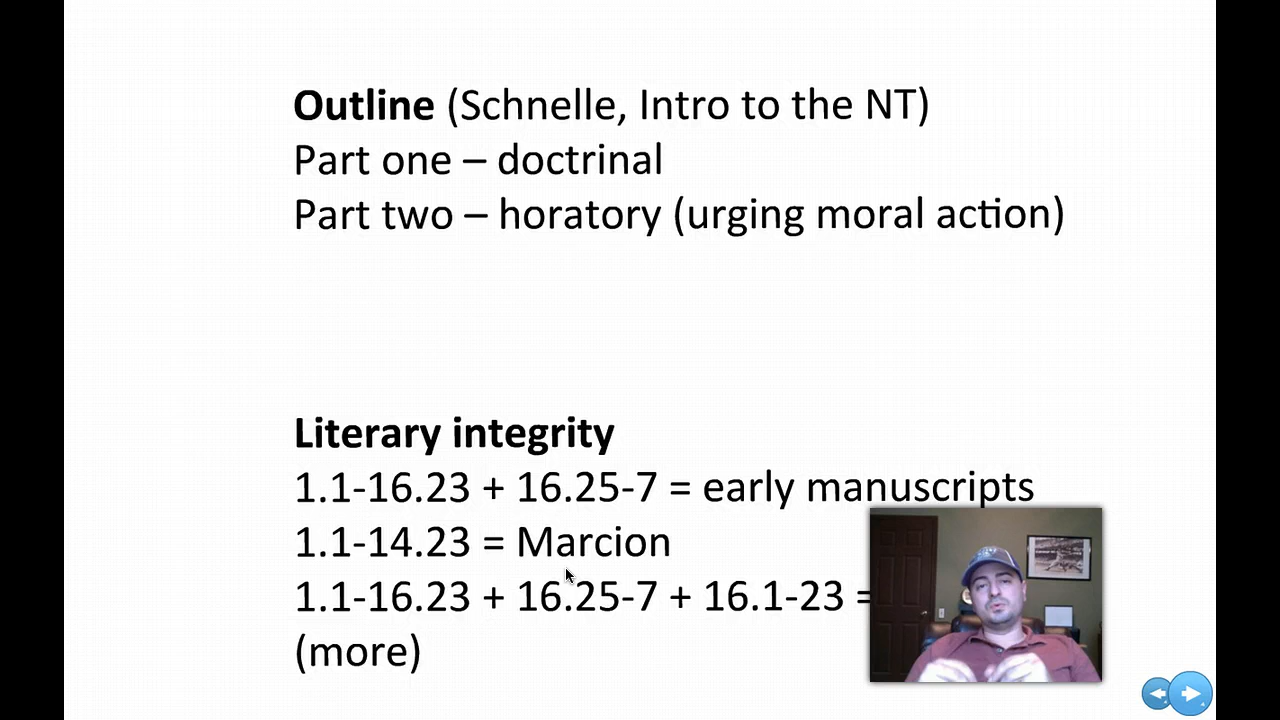 Outline (Schnelle, Intro to the NT)
Part one – doctrinal
Part two – horatory (urging moral action)
Literary integrity
1.1-16.23 + 16.25-7 = early manuscripts
1.1-14.23 = Marcion
1.1-16.23 + 16.25-7 + 16.1-23 =
(more)